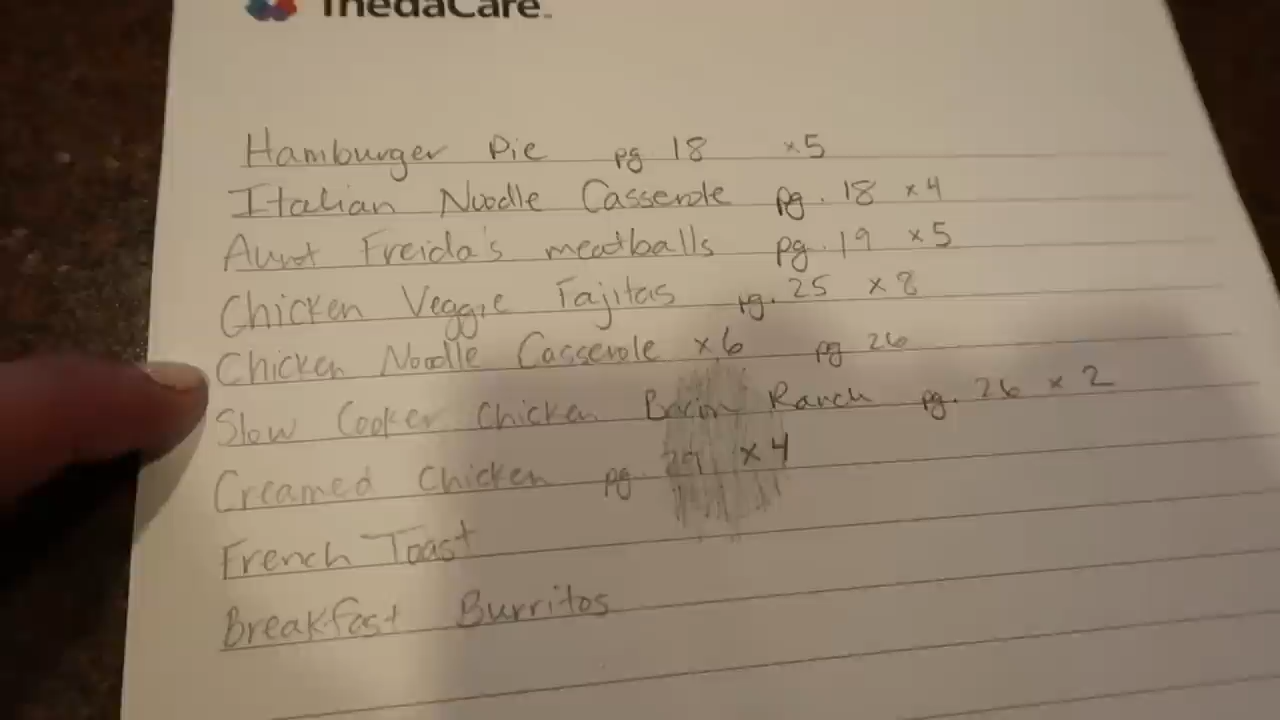 ThedaCare™
Hamburger Pie pg 18 x5
Italian Noodle Casserole pg. 18 x4
Aunt Freida's meatballs pg. 19 x5
Chicken Veggie Fajitas pg. 25 x8
Chicken Noodle Casserole x6 pg 26
Slow Cooker Chicken Bacon Ranch pg. 26 x 2
Creamed Chicken pg 29 x4
French Toast
Breakfast Burritos